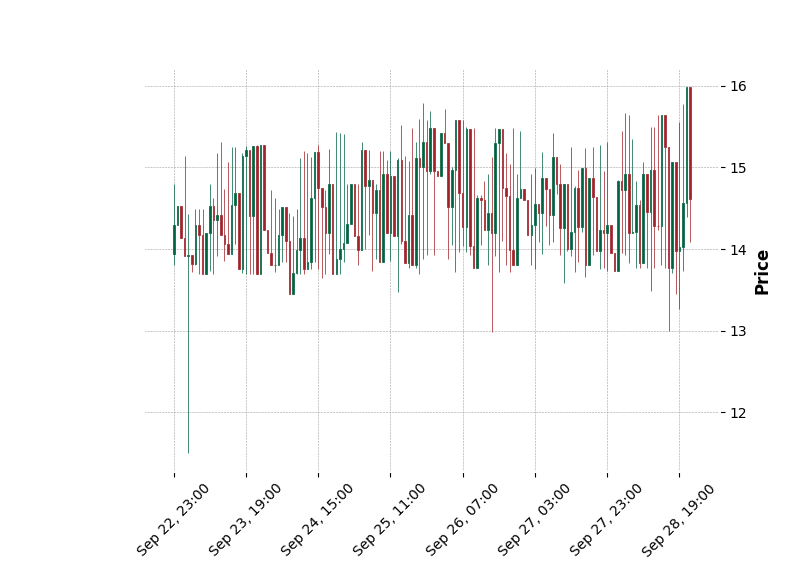 16
15
14
13
12
Price
Sep 22, 23:00
Sep 23, 19:00
Sep 24, 15:00
Sep 25, 11:00
Sep 26, 07:00
Sep 27, 03:00
Sep 27, 23:00
Sep 28, 19:00